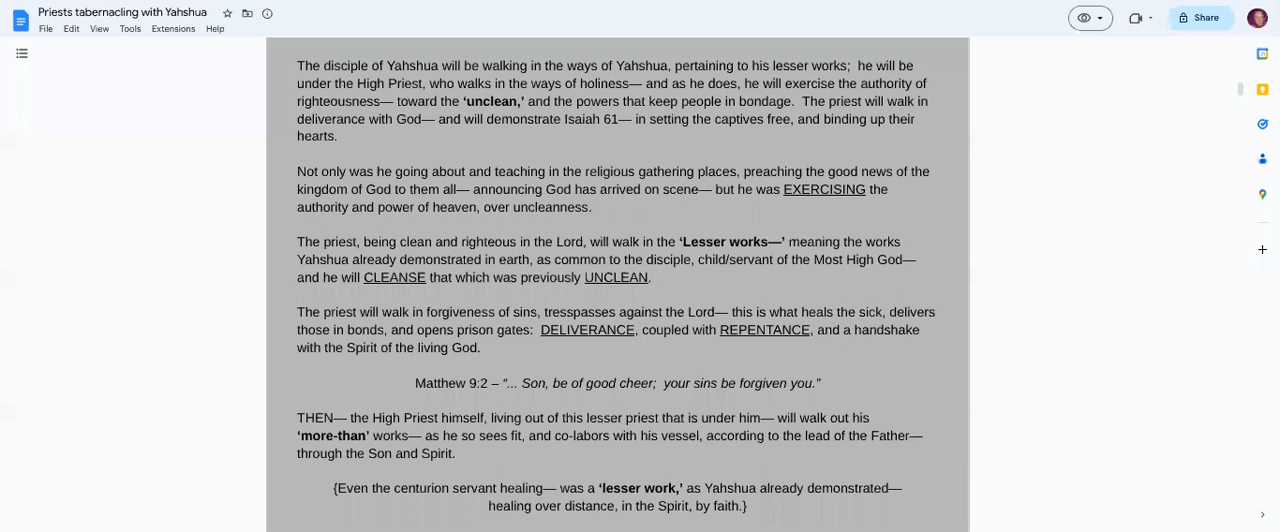 Priests tabernacling with Yahshua
File Edit View Tools Extensions Help
Share
The disciple of Yahshua will be walking in the ways of Yahshua, pertaining to his lesser works;  he will be
under the High Priest, who walks in the ways of holiness— and as he does, he will exercise the authority of
righteousness— toward the ‘unclean,’ and the powers that keep people in bondage.  The priest will walk in
deliverance with God— and will demonstrate Isaiah 61— in setting the captives free, and binding up their
hearts.
Not only was he going about and teaching in the religious gathering places, preaching the good news of the
kingdom of God to them all— announcing God has arrived on scene— but he was EXERCISING the
authority and power of heaven, over uncleanness.
The priest, being clean and righteous in the Lord, will walk in the ‘Lesser works—’ meaning the works
Yahshua already demonstrated in earth, as common to the disciple, child/servant of the Most High God—
and he will CLEANSE that which was previously UNCLEAN.
The priest will walk in forgiveness of sins, tresspasses against the Lord— this is what heals the sick, delivers
those in bonds, and opens prison gates:  DELIVERANCE, coupled with REPENTANCE, and a handshake
with the Spirit of the living God.
Matthew 9:2 – “... Son, be of good cheer;  your sins be forgiven you.”
THEN— the High Priest himself, living out of this lesser priest that is under him— will walk out his
‘more-than’ works— as he so sees fit, and co-labors with his vessel, according to the lead of the Father—
through the Son and Spirit.
{Even the centurion servant healing— was a ‘lesser work,’ as Yahshua already demonstrated—
healing over distance, in the Spirit, by faith.}